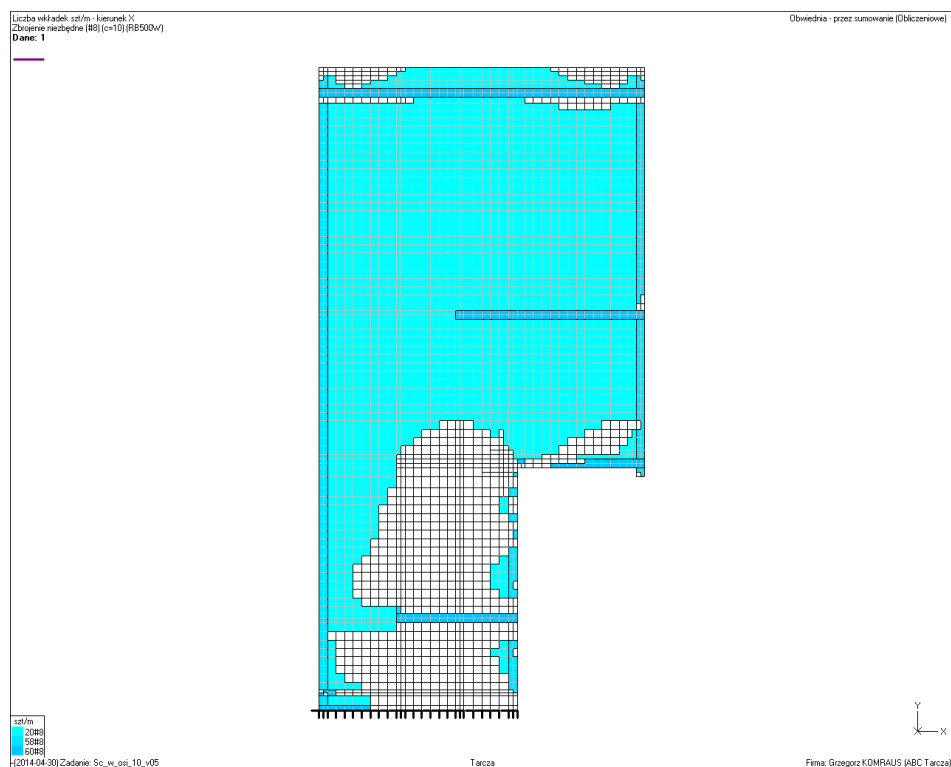 Liczba wkładek szt/m - kierunek X
Zbrojenie niezbędne (#8) (c=10) (RB500W)
Dane: 1
Obwiednia - przez sumowanie (Obliczeniowe)
szt/m
20#8
58#8
60#8
Y
X
-(2014-04-30) Zadanie: Sc_w_osi_10_v05
Tarcza
Firma: Grzegorz KOMRAUS (ABC Tarcza)